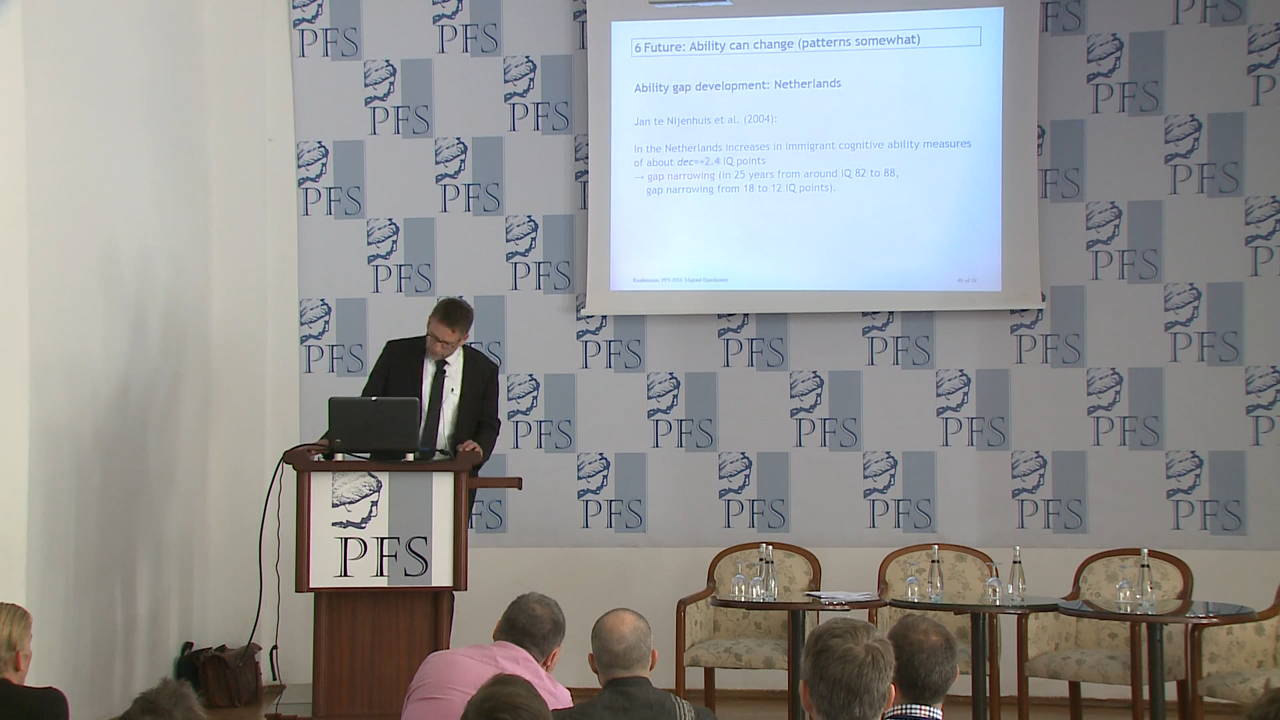 6 Future: Ability can change (patterns somewhat)
Ability gap development: Netherlands
Jan te Nijenhuis et al. (2004):
In the Netherlands increases in immigrant cognitive ability measures
of about dec=+2.4 IQ points
→ gap narrowing (in 25 years from around IQ 82 to 88,
gap narrowing from 18 to 12 IQ points).
PFS